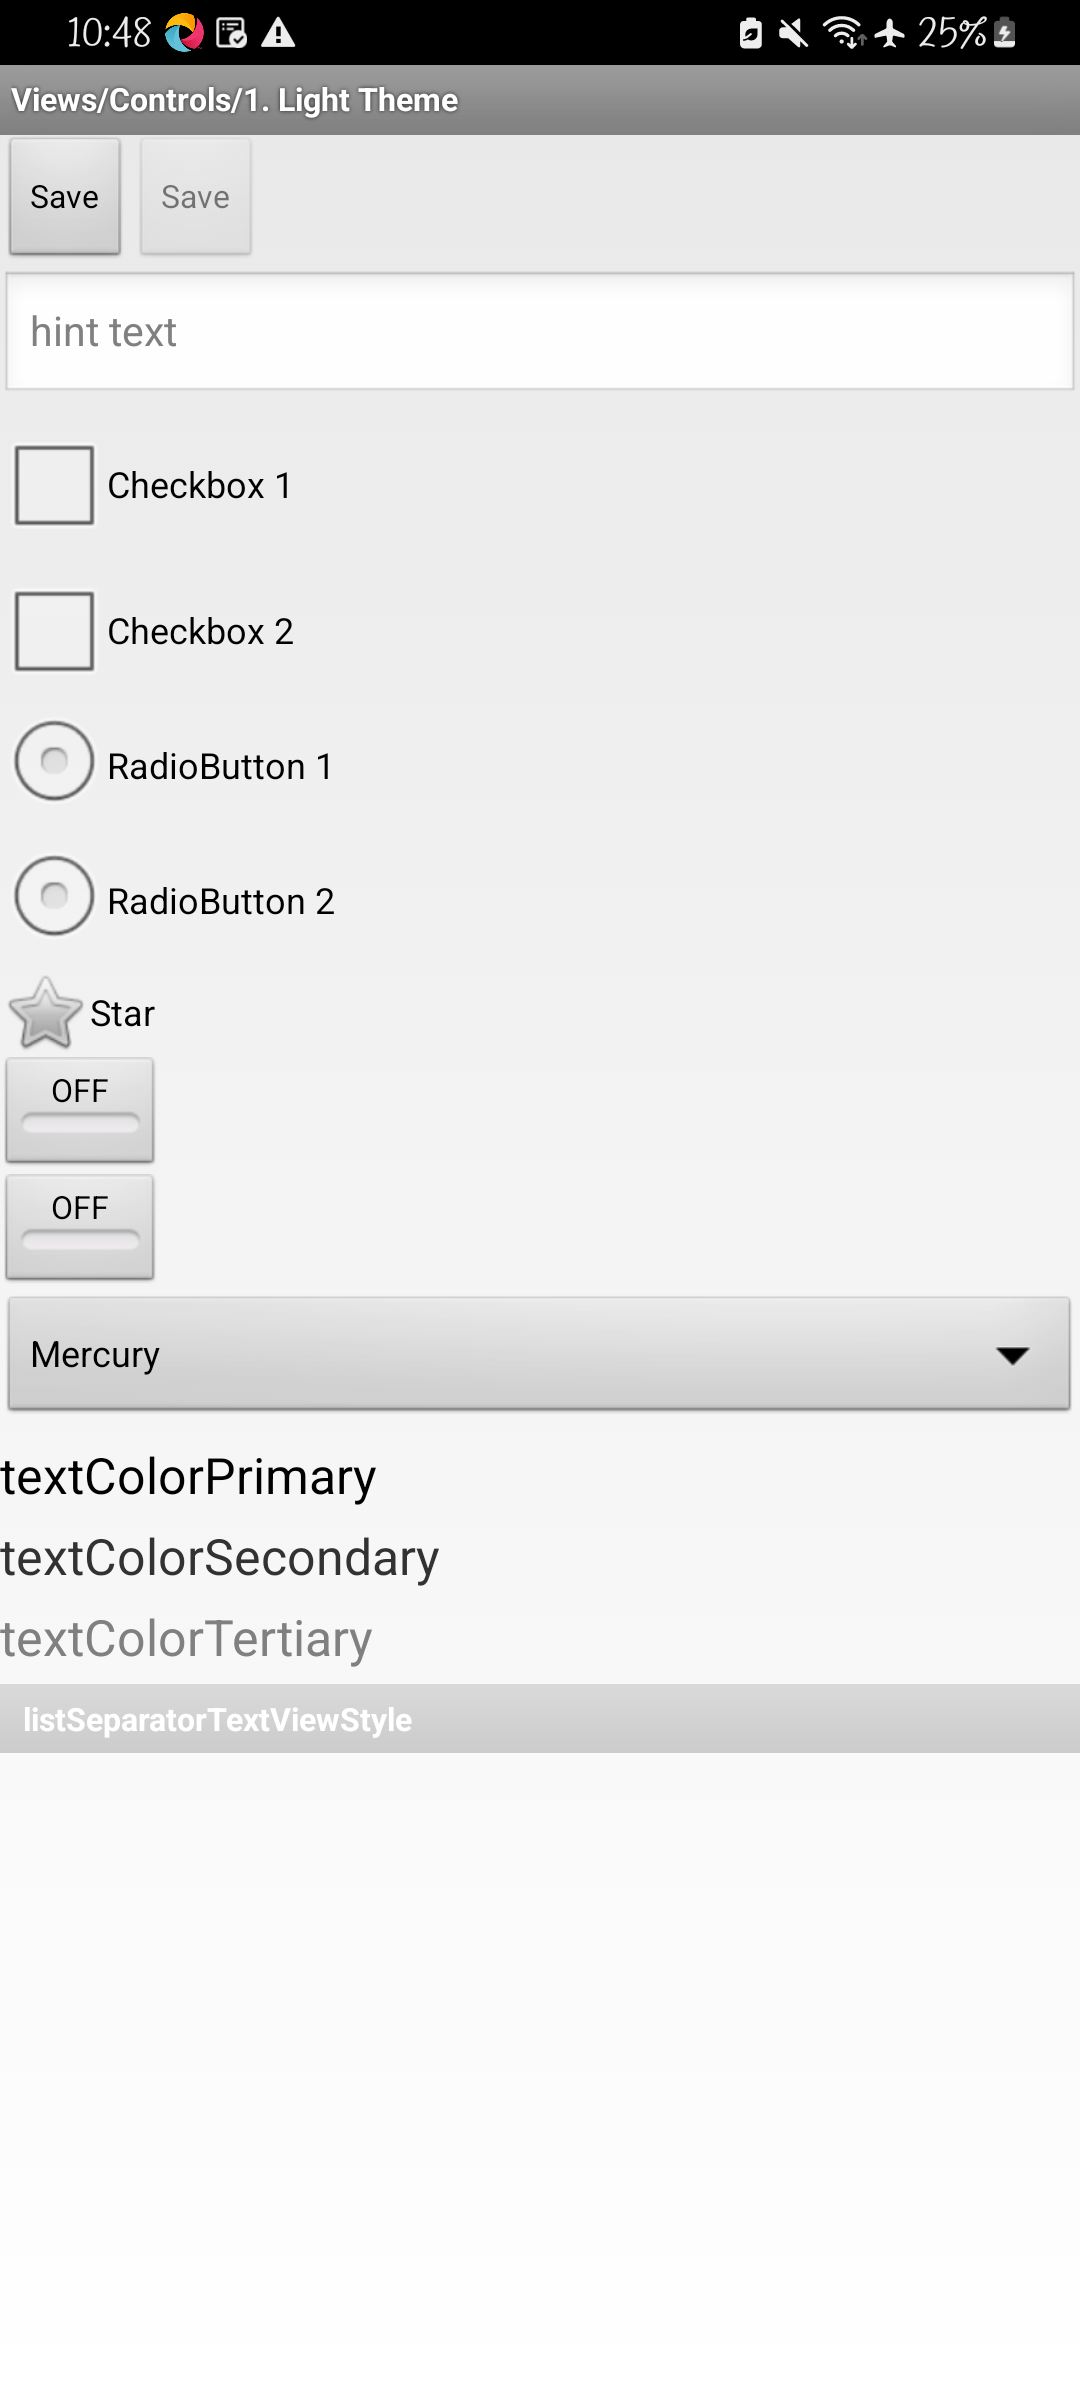 10:48 25%
Views/Controls/1. Light Theme
Save Save
hint text
Checkbox 1
Checkbox 2
RadioButton 1
RadioButton 2
Star
OFF
OFF
Mercury
textColorPrimary
textColorSecondary
textColorTertiary
listSeparatorTextViewStyle